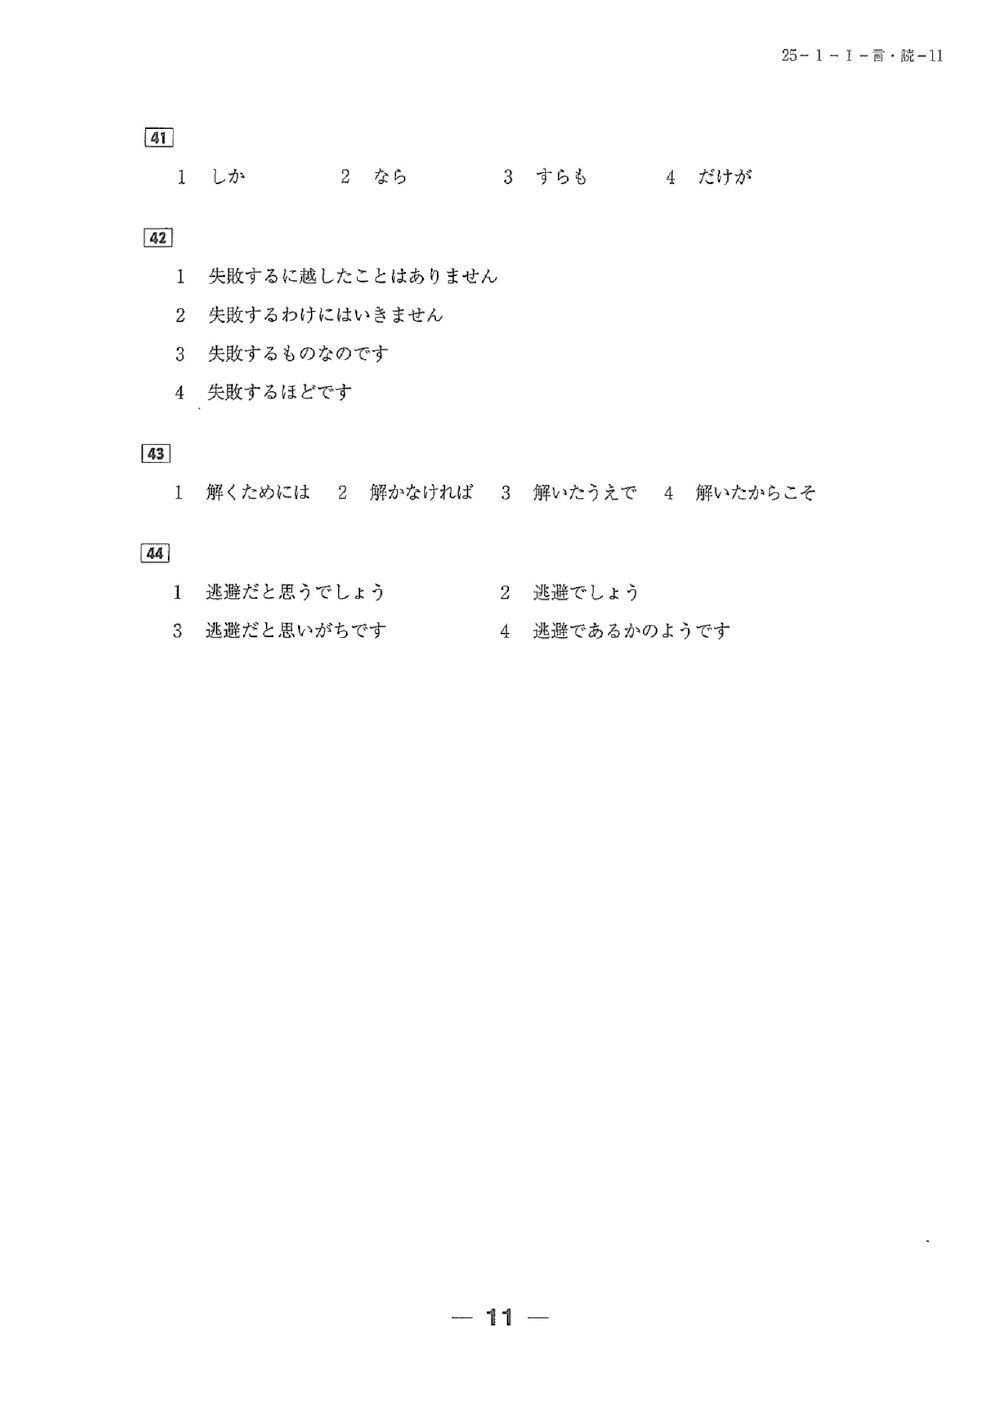 25-1-Ⅰ-言・読-11
41
1 しか 2 なら 3 すらも 4 だけが
42
1 失敗するに越したことはありません
2 失敗するわけにはいきません
3 失敗するものなのです
4 失敗するほどです
43
1 解くためには 2 解かなければ 3 解いたうえで 4 解いたからこそ
44
1 逃避だと思うでしょう 2 逃避でしょう
3 逃避だと思いがちです 4 逃避であるかのようです
— 11 —